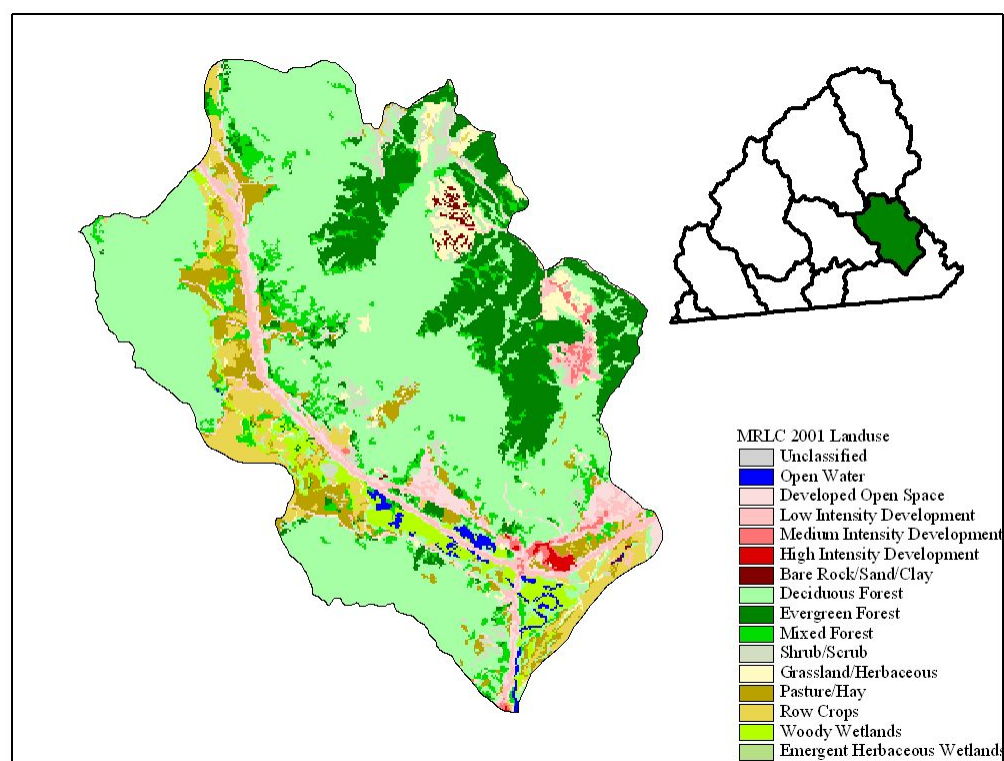 MRLC 2001 Landuse
Unclassified
Open Water
Developed Open Space
Low Intensity Development
Medium Intensity Development
High Intensity Development
Bare Rock/Sand/Clay
Deciduous Forest
Evergreen Forest
Mixed Forest
Shrub/Scrub
Grassland/Herbaceous
Pasture/Hay
Row Crops
Woody Wetlands
Emergent Herbaceous Wetlands